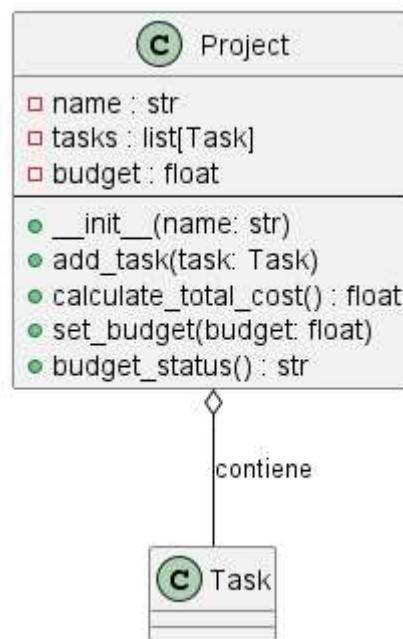 C Project
name : str
tasks : list[Task]
budget : float
__init__(name: str)
add_task(task: Task)
calculate_total_cost() : float
set_budget(budget: float)
budget_status() : str
contiene
C Task